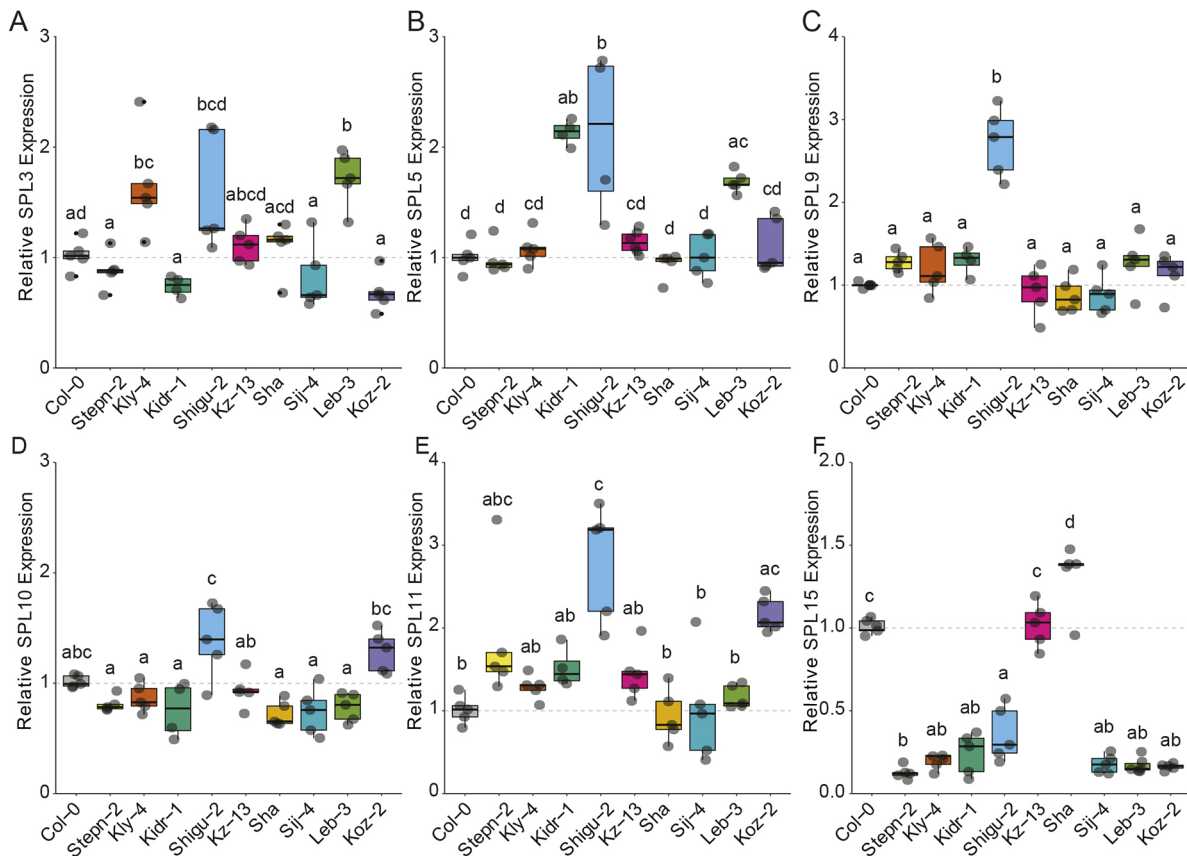 A
Relative SPL3 Expression
3
2
1
0
ad
a
bc
a
bcd
abcd
acd
a
b
a
Col-0
Stepn-2
Kly-4
Kidr-1
Shigu-2
Kz-13
Sha
Sij-4
Leb-3
Koz-2
B
Relative SPL5 Expression
3
2
1
0
d
d
cd
ab
b
cd
d
d
ac
cd
Col-0
Stepn-2
Kly-4
Kidr-1
Shigu-2
Kz-13
Sha
Sij-4
Leb-3
Koz-2
C
Relative SPL9 Expression
4
3
2
1
0
a
a
a
a
b
a
a
a
a
a
Col-0
Stepn-2
Kly-4
Kidr-1
Shigu-2
Kz-13
Sha
Sij-4
Leb-3
Koz-2
D
Relative SPL10 Expression
3
2
1
0
abc
a
a
a
c
ab
a
a
a
bc
Col-0
Stepn-2
Kly-4
Kidr-1
Shigu-2
Kz-13
Sha
Sij-4
Leb-3
Koz-2
E
Relative SPL11 Expression
4
3
2
1
0
b
abc
ab
ab
c
ab
b
b
b
ac
Col-0
Stepn-2
Kly-4
Kidr-1
Shigu-2
Kz-13
Sha
Sij-4
Leb-3
Koz-2
F
Relative SPL15 Expression
2.0
1.5
1.0
0.5
0.0
c
b
ab
ab
a
c
d
ab
ab
ab
Col-0
Stepn-2
Kly-4
Kidr-1
Shigu-2
Kz-13
Sha
Sij-4
Leb-3
Koz-2